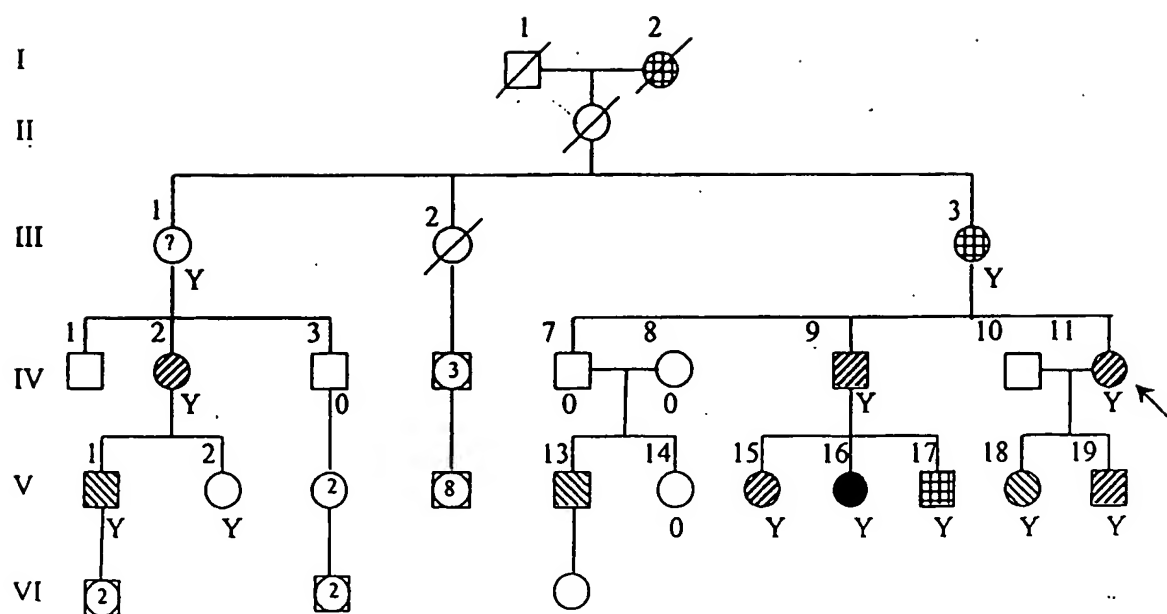 1 2
I
II
1 2 3
III ?
Y Y
1 2 3 7 8 9 10 11
IV 3
Y 0 0 0 Y Y
1 2 13 14 15 16 17 18 19
V 2 8
Y Y 0 Y Y Y Y Y
VI 2 2